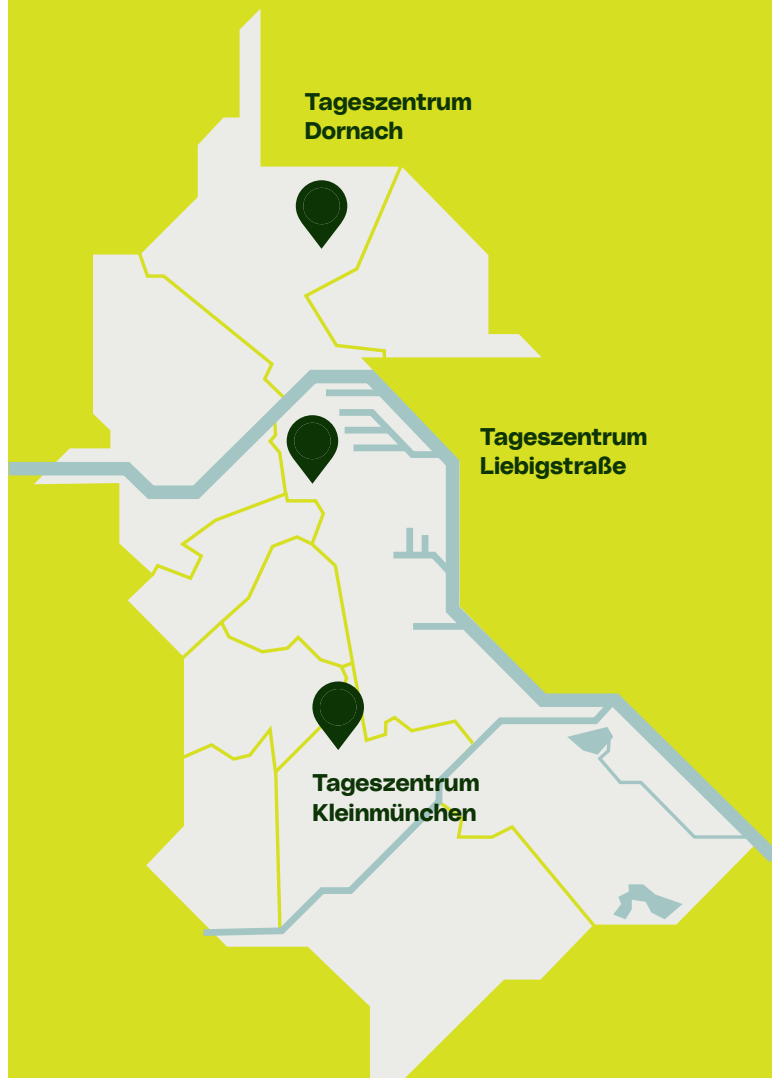 Tageszentrum
Dornach
Tageszentrum
Liebigstraße
Tageszentrum
Kleinmünchen